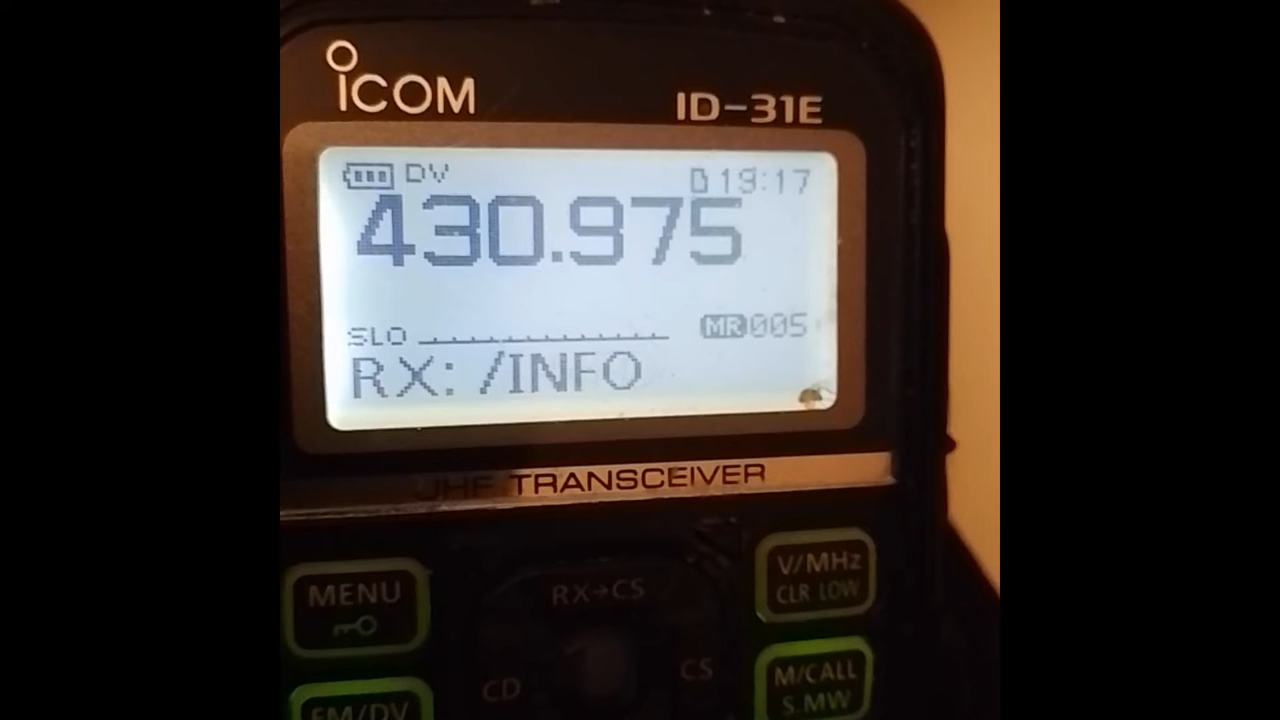 ICOM
ID-31E
DV 19:17
430.975
SLO MR 005
RX: /INFO
UHF TRANSCEIVER
MENU
RX→CS
V/MHz
CLR LOW
CD
CS
M/CALL
S.MW
FM/DV